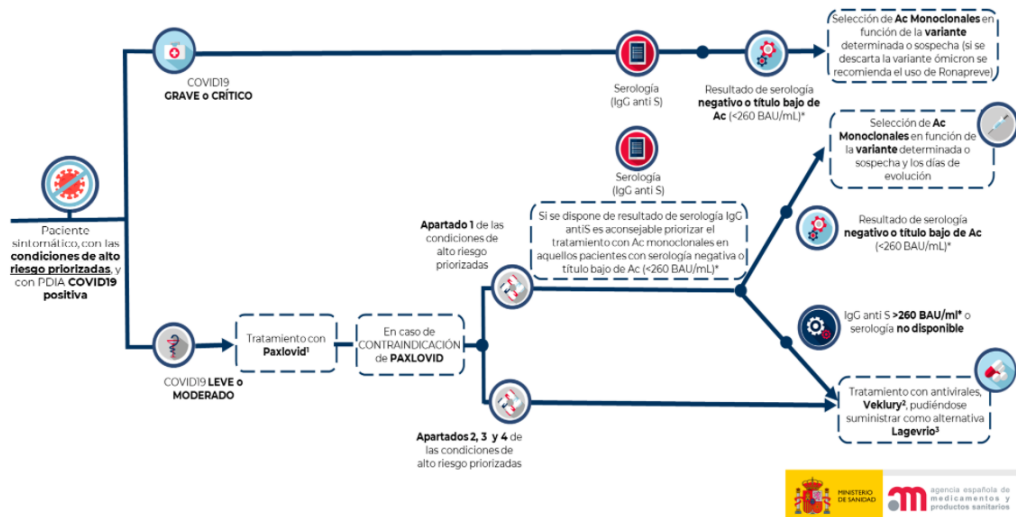 COVID19
GRAVE o CRÍTICO
Serología
(IgG anti S)
Resultado de serología
negativo o título bajo de
Ac (<260 BAU/mL)*
Selección de Ac Monoclonales en
función de la variante
determinada o sospecha (si se
descarta la variante ómicron se
recomienda el uso de Ronapreve)
Paciente
sintomático, con las
condiciones de alto
riesgo priorizadas, y
con PDIA COVID19
positiva
COVID19 LEVE o
MODERADO
Tratamiento con
Paxlovid¹
En caso de
CONTRAINDICACIÓN
de PAXLOVID
Apartado 1 de las
condiciones de
alto riesgo
priorizadas
Serología
(IgG anti S)
Si se dispone de resultado de serología IgG
antiS es aconsejable priorizar el
tratamiento con Ac monoclonales en
aquellos pacientes con serología negativa o
título bajo de Ac (<260 BAU/mL)*
Selección de Ac
Monoclonales en función de
la variante determinada o
sospecha y los días de
evolución
Resultado de serología
negativo o título bajo de Ac
(<260 BAU/mL)*
IgG anti S >260 BAU/ml* o
serología no disponible
Apartados 2, 3 y 4 de
las condiciones de
alto riesgo priorizadas
Tratamiento con antivirales,
Veklury², pudiéndose
suministrar como alternativa
Lagevrio³
MINISTERIO
DE SANIDAD
agencia española de
medicamentos y
productos sanitarios